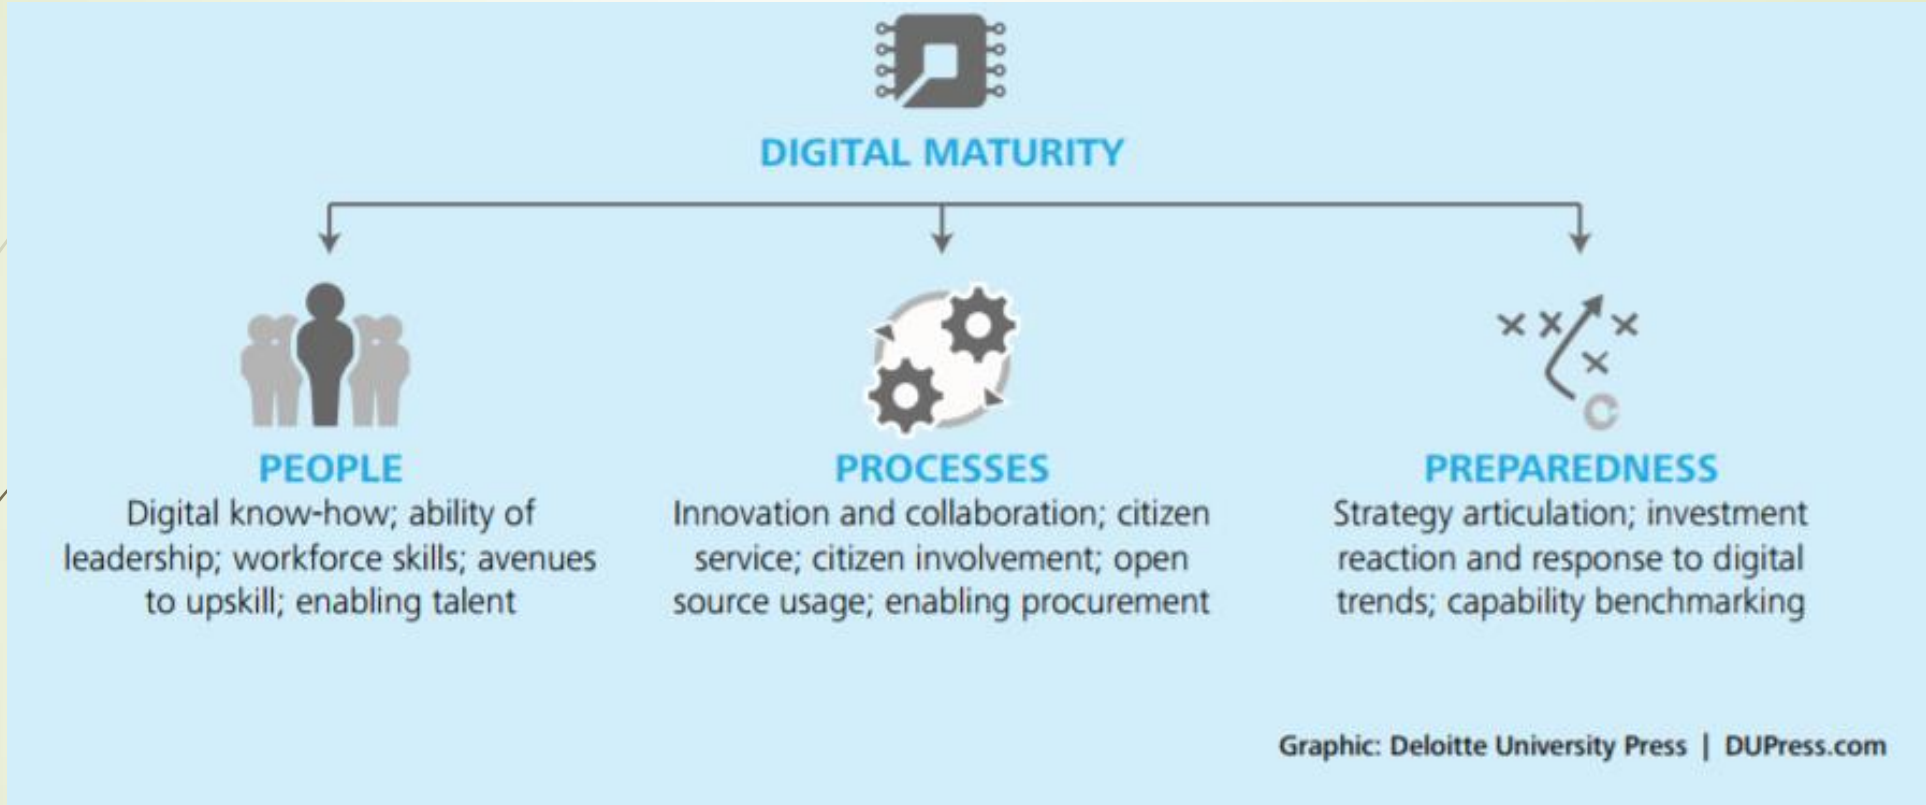 DIGITAL MATURITY
PEOPLE
Digital know-how; ability of
leadership; workforce skills; avenues
to upskill; enabling talent
PROCESSES
Innovation and collaboration; citizen
service; citizen involvement; open
source usage; enabling procurement
PREPAREDNESS
Strategy articulation; investment
reaction and response to digital
trends; capability benchmarking
Graphic: Deloitte University Press | DUPress.com